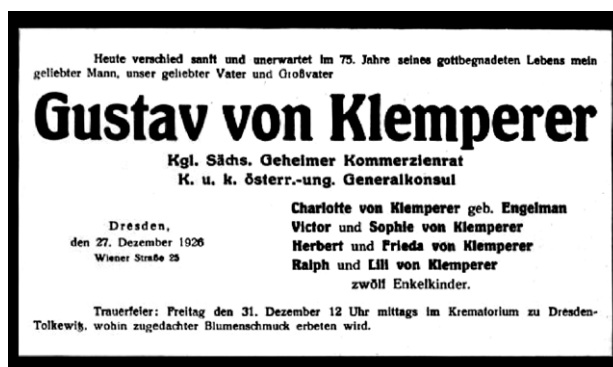 Heute verschied sanft und unerwartet im 75. Jahre seines gottbegnadeten Lebens mein
geliebter Mann, unser geliebter Vater und Großvater
Gustav von Klemperer
Kgl. Sächs. Geheimer Kommerzienrat
K. u. k. österr.-ung. Generalkonsul
Dresden,
den 27. Dezember 1926
Wiener Straße 25
Charlotte von Klemperer geb. Engelman
Victor und Sophie von Klemperer
Herbert und Frieda von Klemperer
Ralph und Lili von Klemperer
zwölf Enkelkinder.
Trauerfeier: Freitag den 31. Dezember 12 Uhr mittags im Krematorium zu Dresden-
Tolkewitz, wohin zugedachter Blumenschmuck erbeten wird.